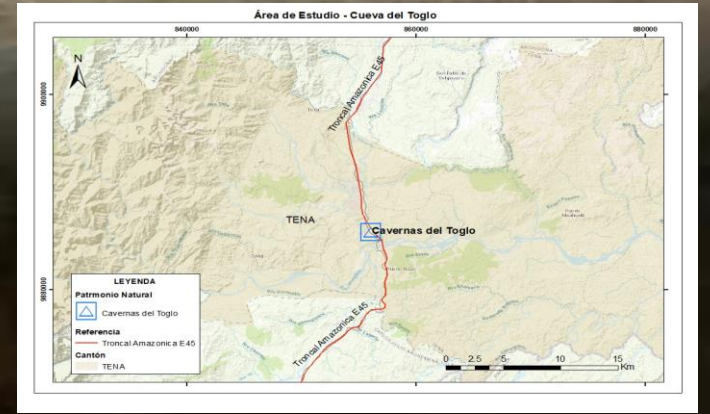 Área de Estudio - Cueva del Toglo
840000
860000
880000
N
Troncal Amazonica E45
TENA
Cavernas del Toglo
LEYENDA
Patrmonio Natural
Cavernas del Toglo
Referencia
Troncal Amazonica E45
Cantón
TENA
Troncal Amazonica E45
0 2.5 5 10 15
Km